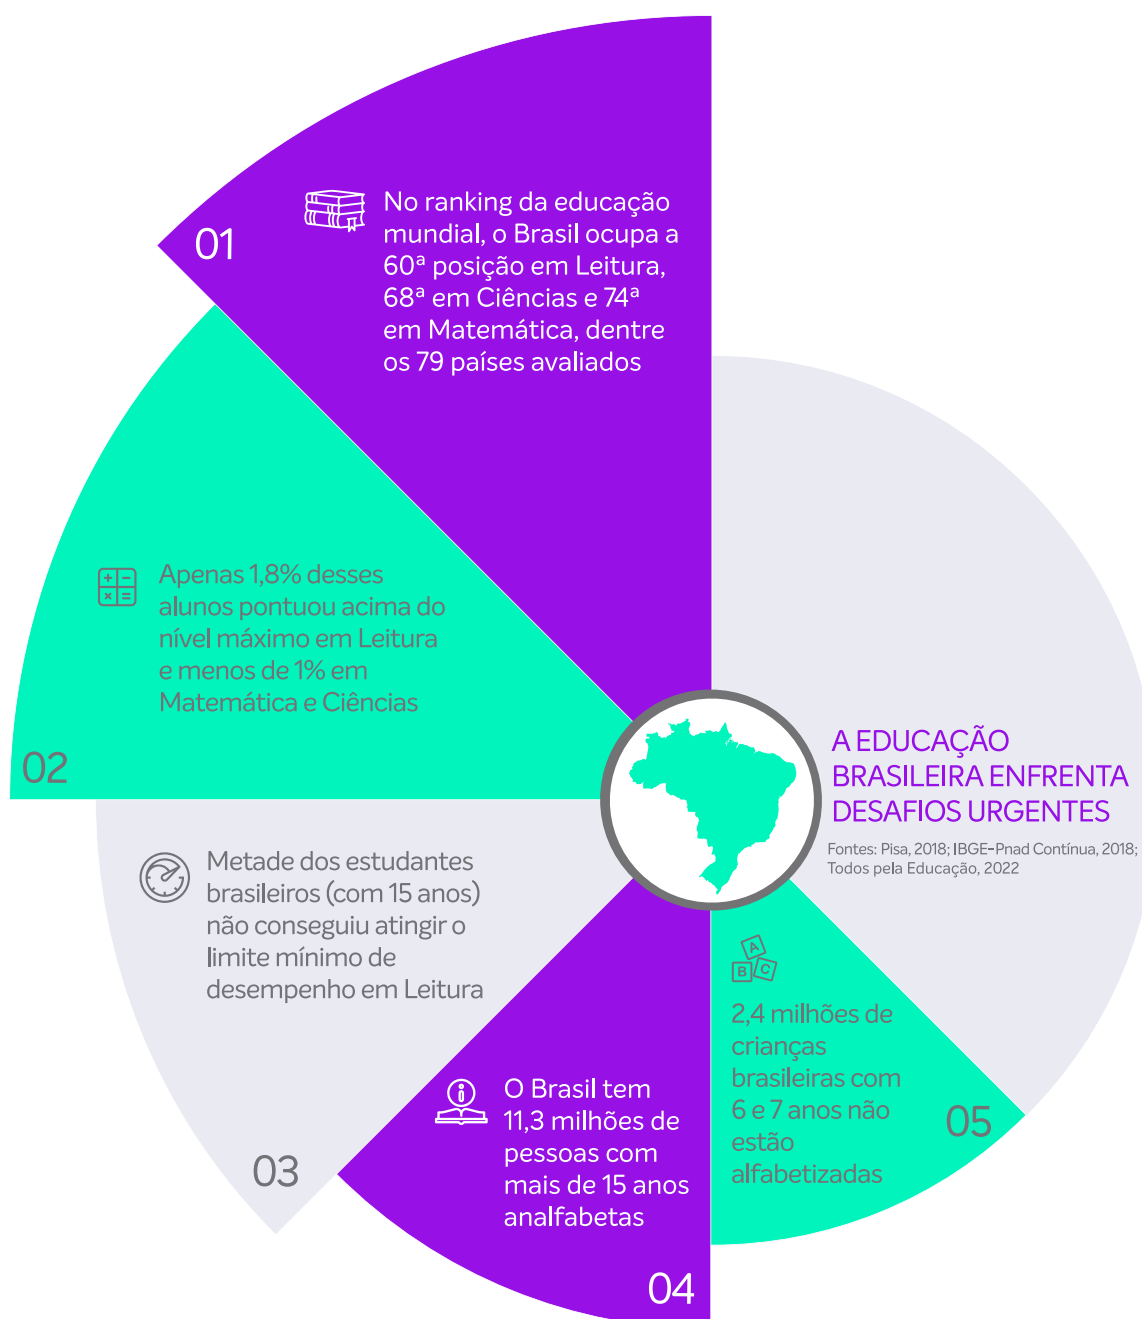 01
No ranking da educação
mundial, o Brasil ocupa a
60ª posição em Leitura,
68ª em Ciências e 74ª
em Matemática, dentre
os 79 países avaliados
Apenas 1,8% desses
alunos pontuou acima do
nível máximo em Leitura
e menos de 1% em
Matemática e Ciências
02
A EDUCAÇÃO
BRASILEIRA ENFRENTA
DESAFIOS URGENTES
Fontes: Pisa, 2018; IBGE-Pnad Contínua, 2018;
Todos pela Educação, 2022
Metade dos estudantes
brasileiros (com 15 anos)
não conseguiu atingir o
limite mínimo de
desempenho em Leitura
03
O Brasil tem
11,3 milhões de
pessoas com
mais de 15 anos
analfabetas
04
A
B C
2,4 milhões de
crianças
brasileiras com
6 e 7 anos não
estão
alfabetizadas
05